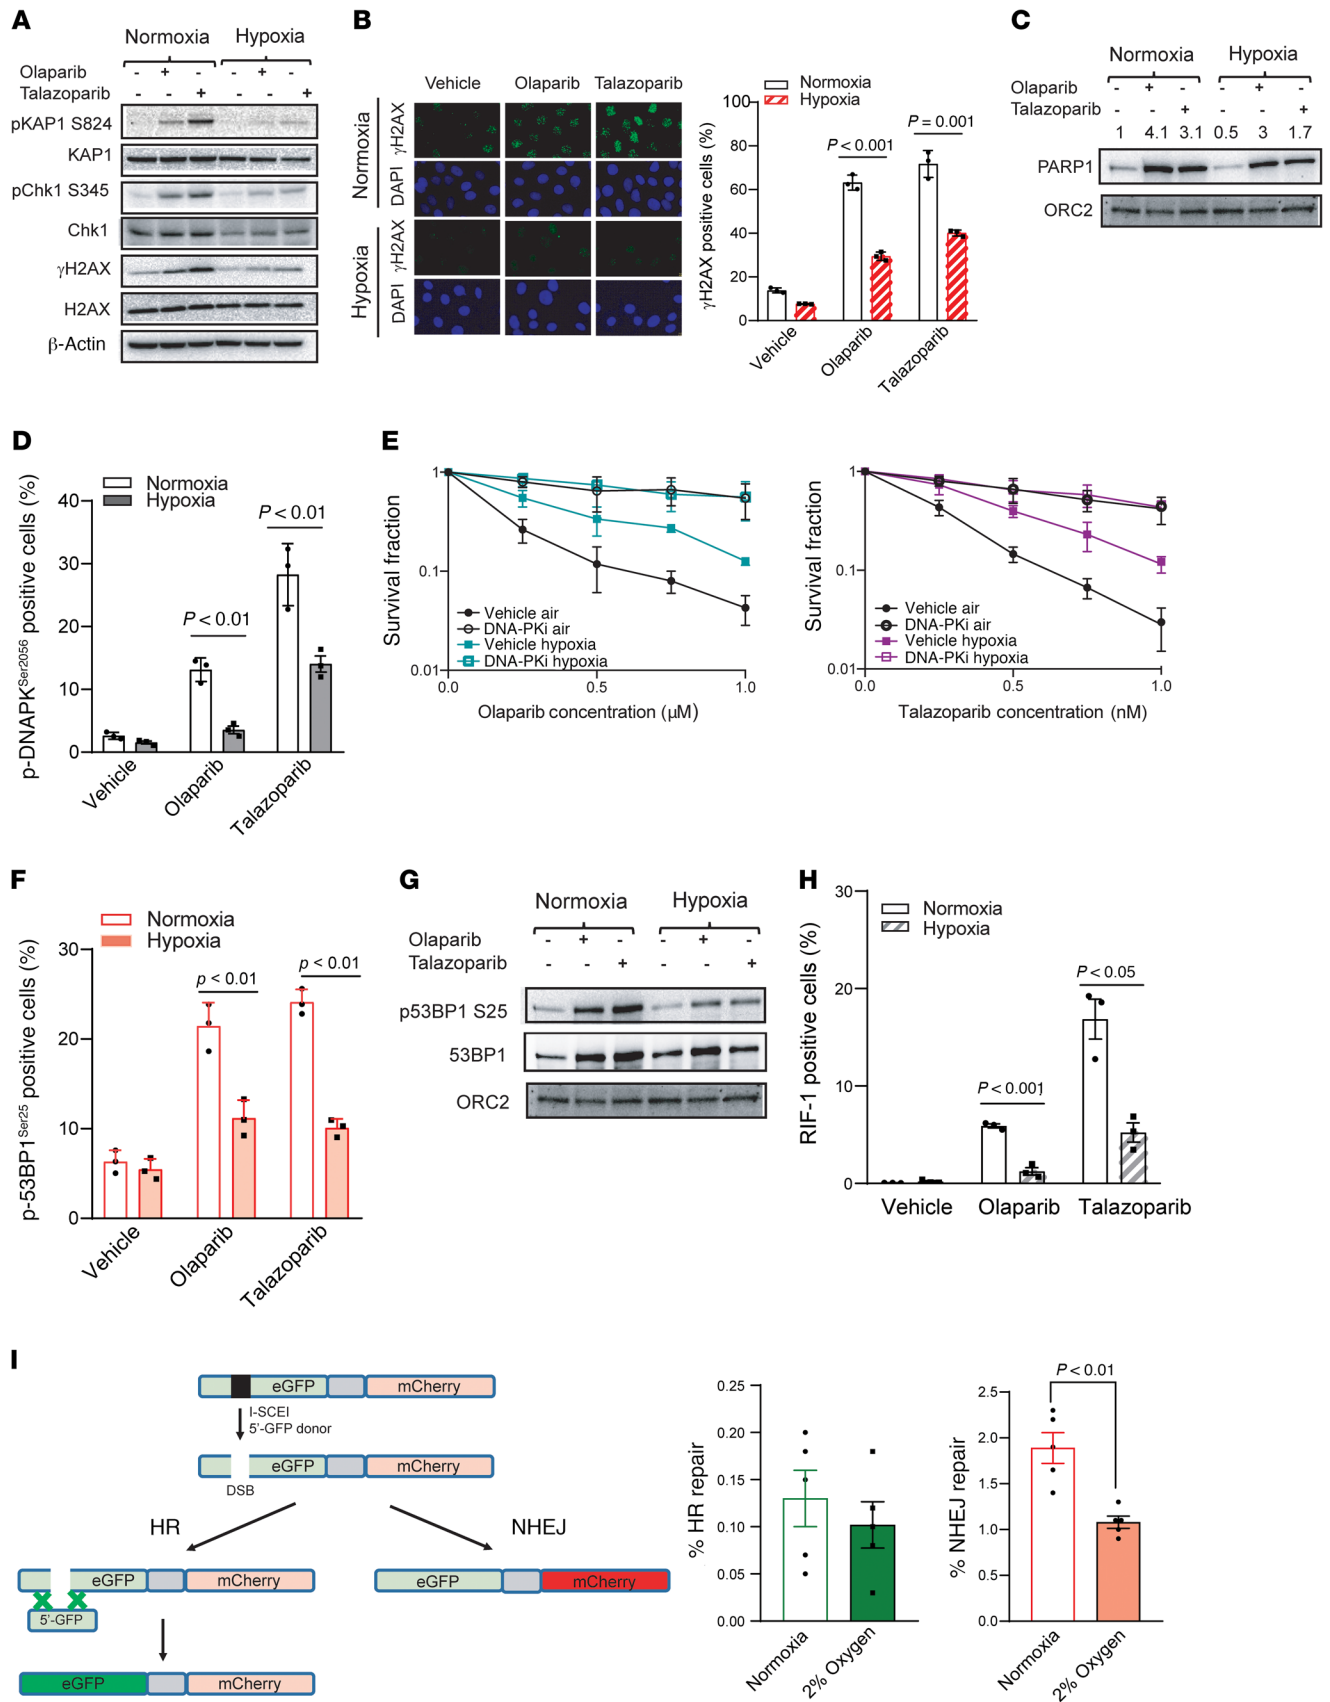 A
Normoxia Hypoxia
Olaparib - + - - + -
Talazoparib - - + - - +
pKAP1 S824
KAP1
pChk1 S345
Chk1
γH2AX
H2AX
β-Actin
B
Vehicle Olaparib Talazoparib
Normoxia
γH2AX
DAPI
Hypoxia
γH2AX
DAPI
Normoxia
Hypoxia
γH2AX positive cells (%)
100
80
60
40
20
0
P < 0.001
P = 0.001
Vehicle
Olaparib
Talazoparib
C
Normoxia Hypoxia
Olaparib - + - - + -
Talazoparib - - + - - +
1 4.1 3.1 0.5 3 1.7
PARP1
ORC2
D
Normoxia
Hypoxia
p-DNAPKSer2056 positive cells (%)
40
30
20
10
0
P < 0.01
P < 0.01
Vehicle
Olaparib
Talazoparib
E
Survival fraction
1
0.1
0.01
Vehicle air
DNA-PKi air
Vehicle hypoxia
DNA-PKi hypoxia
0.0 0.5 1.0
Olaparib concentration (μM)
Survival fraction
1
0.1
0.01
Vehicle air
DNA-PKi air
Vehicle hypoxia
DNA-PKi hypoxia
0.0 0.5 1.0
Talazoparib concentration (nM)
F
Normoxia
Hypoxia
p-53BP1Ser25 positive cells (%)
30
20
10
0
p < 0.01
p < 0.01
Vehicle
Olaparib
Talazoparib
G
Normoxia Hypoxia
Olaparib - + - - + -
Talazoparib - - + - - +
p53BP1 S25
53BP1
ORC2
H
Normoxia
Hypoxia
RIF-1 positive cells (%)
30
20
10
0
P < 0.001
P < 0.05
Vehicle Olaparib Talazoparib
I
eGFP mCherry
I-SCEI
5'-GFP donor
eGFP mCherry
DSB
HR NHEJ
eGFP mCherry
5'-GFP
eGFP mCherry
eGFP mCherry
% HR repair
0.25
0.20
0.15
0.10
0.05
0.00
Normoxia
2% Oxygen
% NHEJ repair
2.5
2.0
1.5
1.0
0.5
0.0
P < 0.01
Normoxia
2% Oxygen